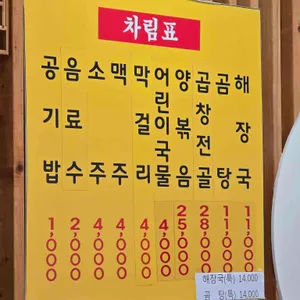 차림표
해장국 11,000
곰탕 11,000
곱창전골 28,000
양볶음 25,000
어린이국물 4,000
막걸리 4,000
맥주 4,000
소주 4,000
음료수 2,000
공기밥 1,000
해장국(특) 14,000
곰 탕(특) 14,000